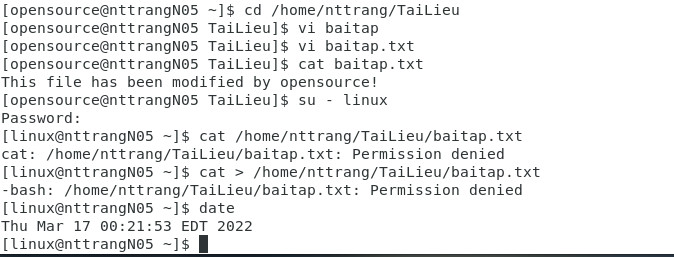 [opensource@nttrangN05 ~]$ cd /home/nttrang/TaiLieu
[opensource@nttrangN05 TaiLieu]$ vi baitap
[opensource@nttrangN05 TaiLieu]$ vi baitap.txt
[opensource@nttrangN05 TaiLieu]$ cat baitap.txt
This file has been modified by opensource!
[opensource@nttrangN05 TaiLieu]$ su - linux
Password:
[linux@nttrangN05 ~]$ cat /home/nttrang/TaiLieu/baitap.txt
cat: /home/nttrang/TaiLieu/baitap.txt: Permission denied
[linux@nttrangN05 ~]$ cat > /home/nttrang/TaiLieu/baitap.txt
-bash: /home/nttrang/TaiLieu/baitap.txt: Permission denied
[linux@nttrangN05 ~]$ date
Thu Mar 17 00:21:53 EDT 2022
[linux@nttrangN05 ~]$